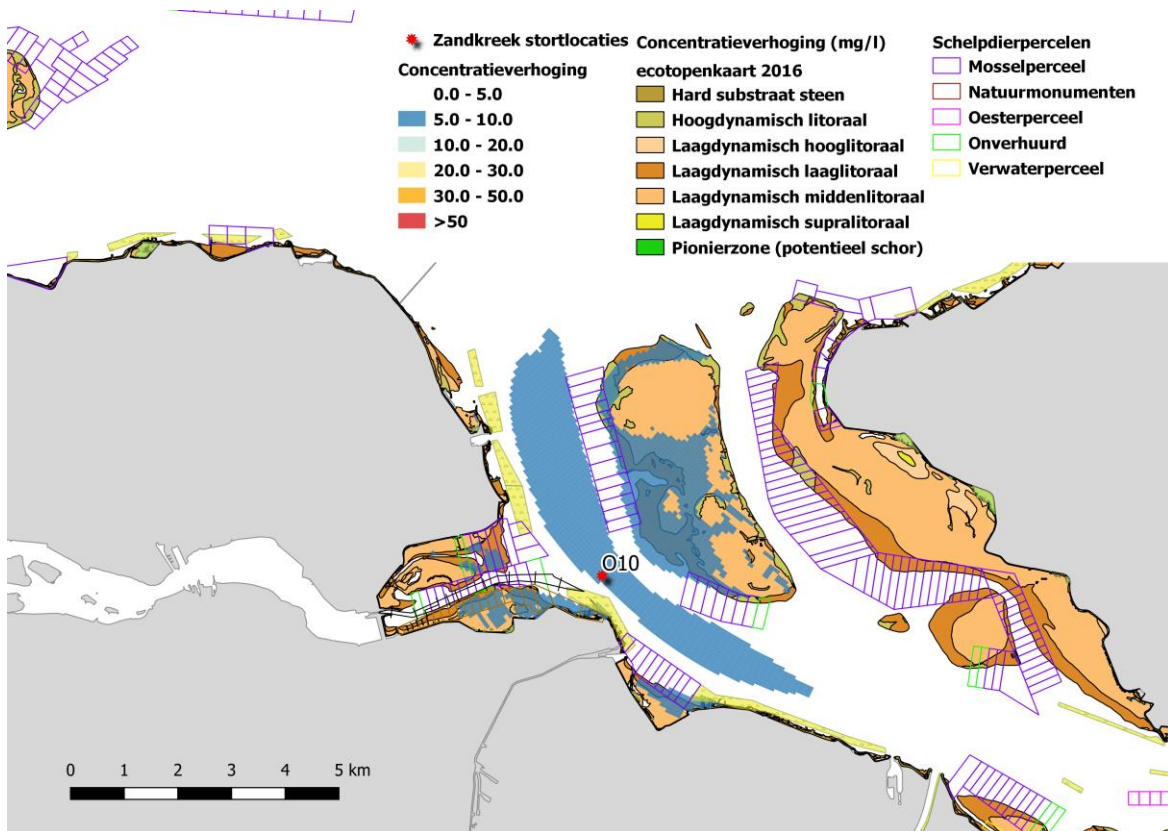 Zandkreek stortlocaties
Concentratieverhoging
0.0 - 5.0
5.0 - 10.0
10.0 - 20.0
20.0 - 30.0
30.0 - 50.0
>50
Concentratieverhoging (mg/l)
ecotopenkaart 2016
Hard substraat steen
Hoogdynamisch litoraal
Laagdynamisch hooglitoraal
Laagdynamisch laaglitoraal
Laagdynamisch middenlitoraal
Laagdynamisch supralitoraal
Pionierzone (potentieel schor)
Schelpdierpercelen
Mosselperceel
Natuurmonumenten
Oesterperceel
Onverhuurd
Verwaterperceel
O10
0 1 2 3 4 5 km